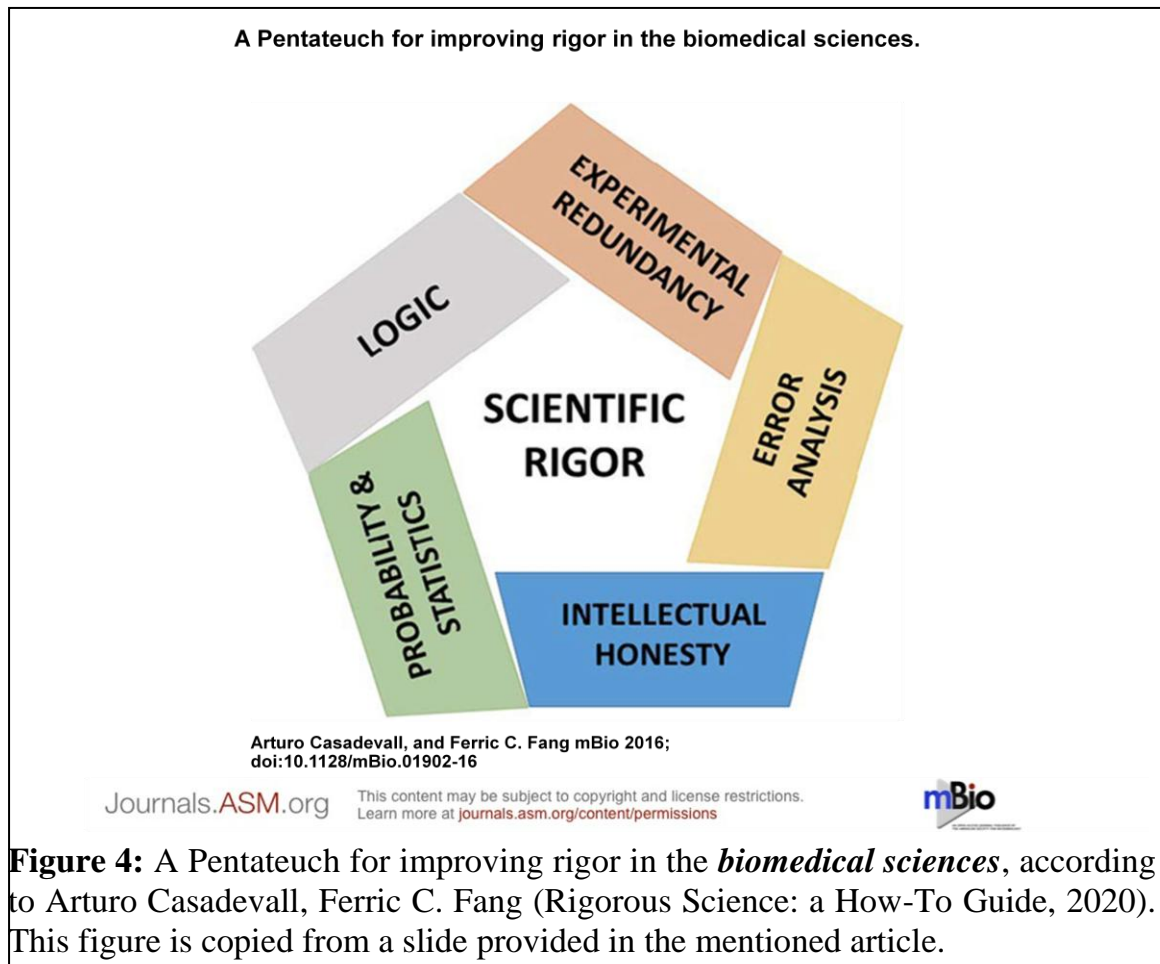 A Pentateuch for improving rigor in the biomedical sciences.
EXPERIMENTAL
REDUNDANCY
LOGIC
SCIENTIFIC
RIGOR
ERROR
ANALYSIS
PROBABILITY &
STATISTICS
INTELLECTUAL
HONESTY
Arturo Casadevall, and Ferric C. Fang mBio 2016;
doi:10.1128/mBio.01902-16
Journals.ASM.org
This content may be subject to copyright and license restrictions.
Learn more at journals.asm.org/content/permissions
mBio
Figure 4: A Pentateuch for improving rigor in the biomedical sciences, according
to Arturo Casadevall, Ferric C. Fang (Rigorous Science: a How-To Guide, 2020).
This figure is copied from a slide provided in the mentioned article.